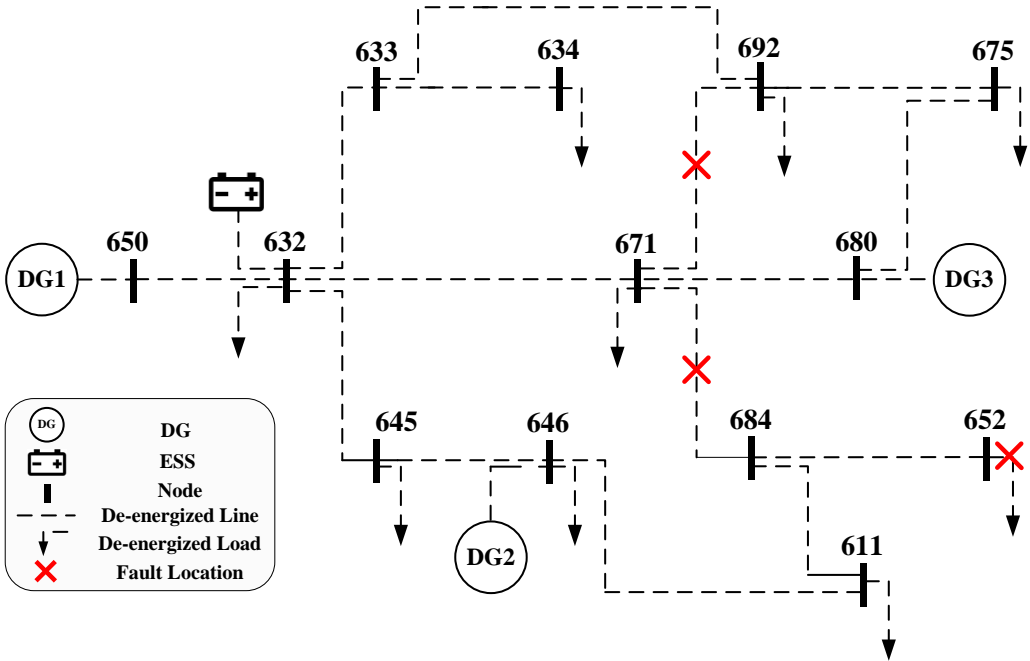 633
634
692
675
650
632
671
680
DG1
DG3
645
646
684
652
DG2
611
DG
DG
ESS
Node
De-energized Line
De-energized Load
Fault Location